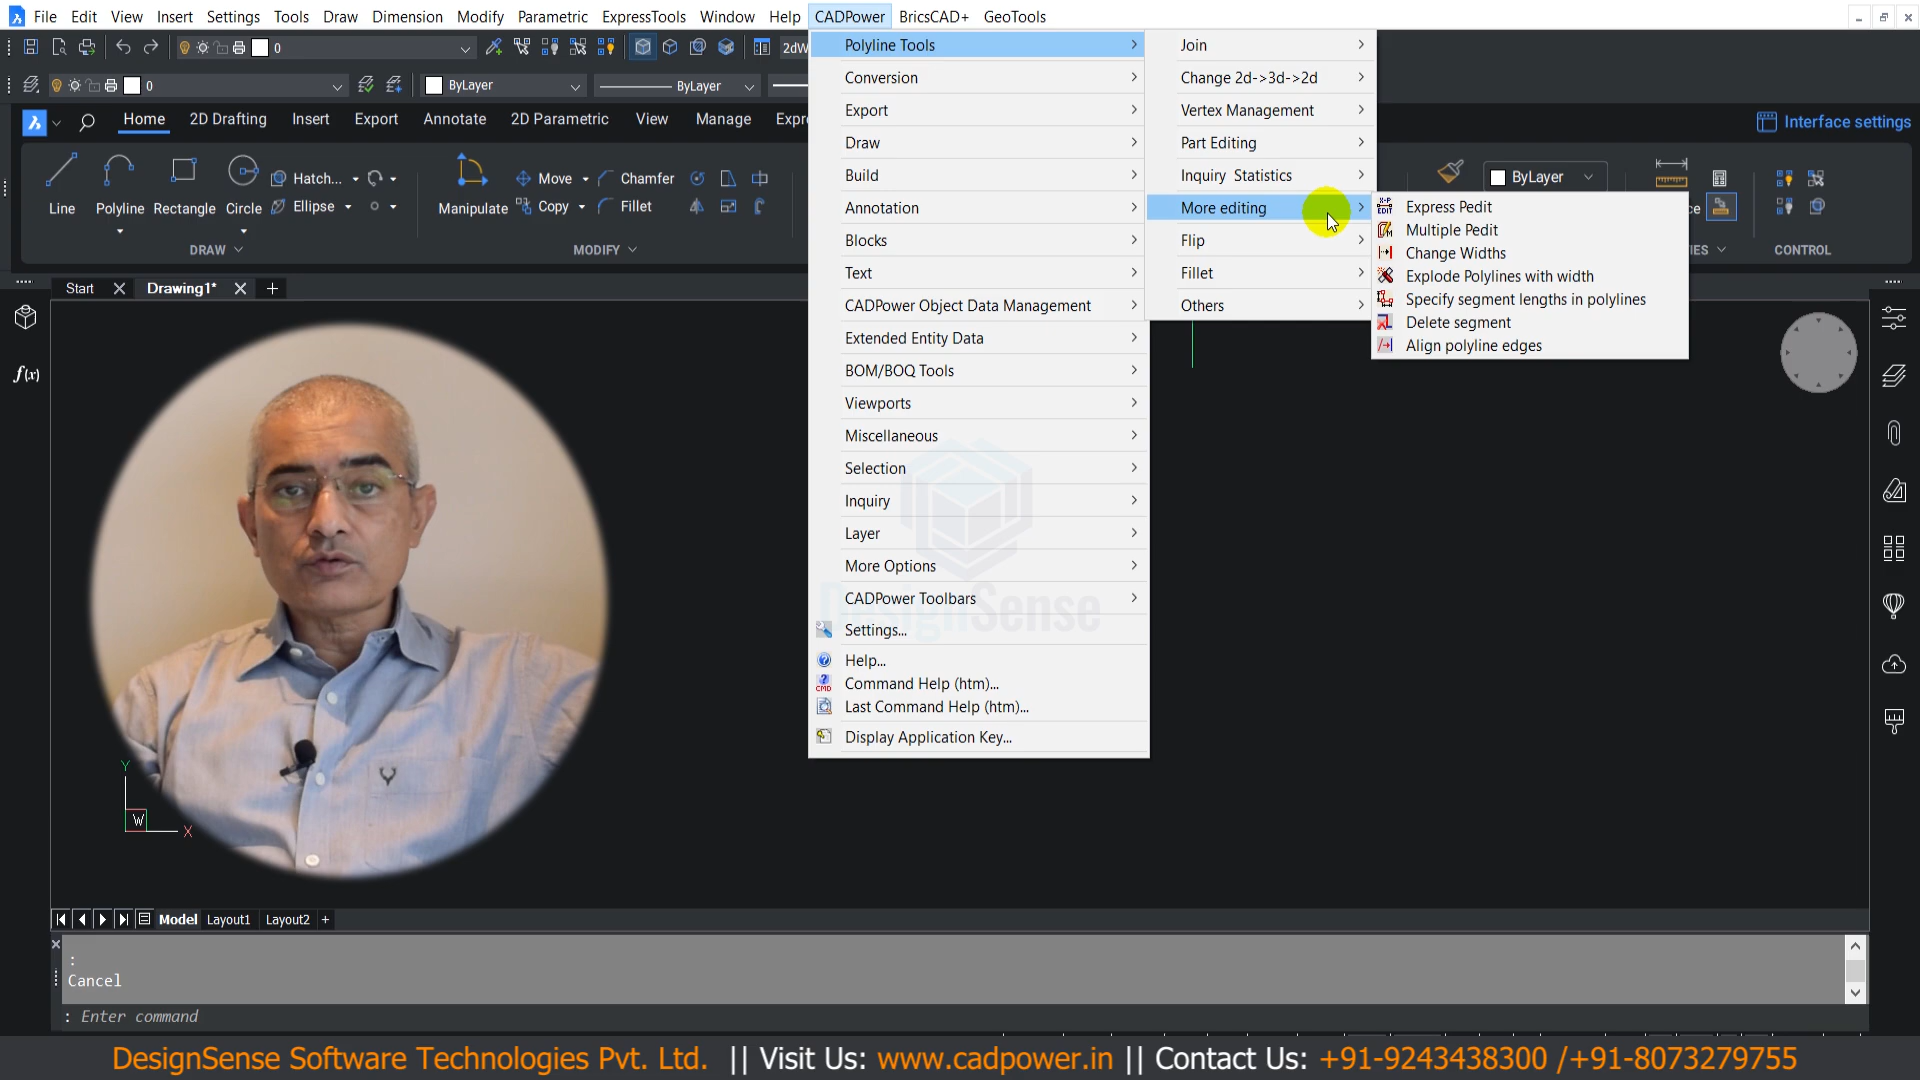 File Edit View Insert Settings Tools Draw Dimension Modify Parametric ExpressTools Window Help CADPower BricsCAD+ GeoTools
0 2dW
0 ByLayer ByLayer
Home 2D Drafting Insert Export Annotate 2D Parametric View Manage Expre Interface settings
Line Polyline Rectangle Circle Hatch... Ellipse Manipulate Move Copy Chamfer Fillet ByLayer
DRAW MODIFY CONTROL
Start Drawing1*
f(x)
Polyline Tools
Conversion
Export
Draw
Build
Annotation
Blocks
Text
CADPower Object Data Management
Extended Entity Data
BOM/BOQ Tools
Viewports
Miscellaneous
Selection
Inquiry
Layer
More Options
CADPower Toolbars
Settings...
Help...
Command Help (htm)...
Last Command Help (htm)...
Display Application Key...
Join
Change 2d->3d->2d
Vertex Management
Part Editing
Inquiry Statistics
More editing
Flip
Fillet
Others
Express Pedit
Multiple Pedit
Change Widths
Explode Polylines with width
Specify segment lengths in polylines
Delete segment
Align polyline edges
DesignSense
Y
W
X
Model Layout1 Layout2 +
:
Cancel
: Enter command
DesignSense Software Technologies Pvt. Ltd. || Visit Us: www.cadpower.in || Contact Us: +91-9243438300 /+91-8073279755